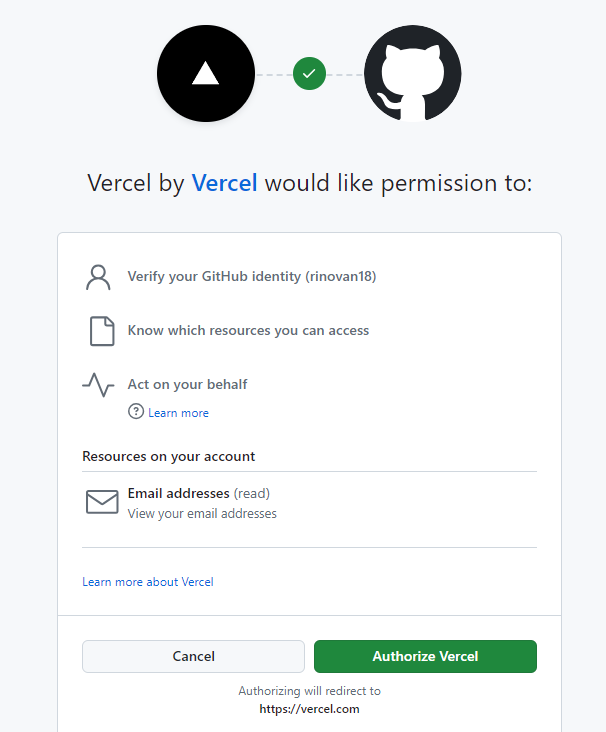 Vercel by Vercel would like permission to:
Verify your GitHub identity (rinovan18)
Know which resources you can access
Act on your behalf
Learn more
Resources on your account
Email addresses (read)
View your email addresses
Learn more about Vercel
Cancel
Authorize Vercel
Authorizing will redirect to
https://vercel.com